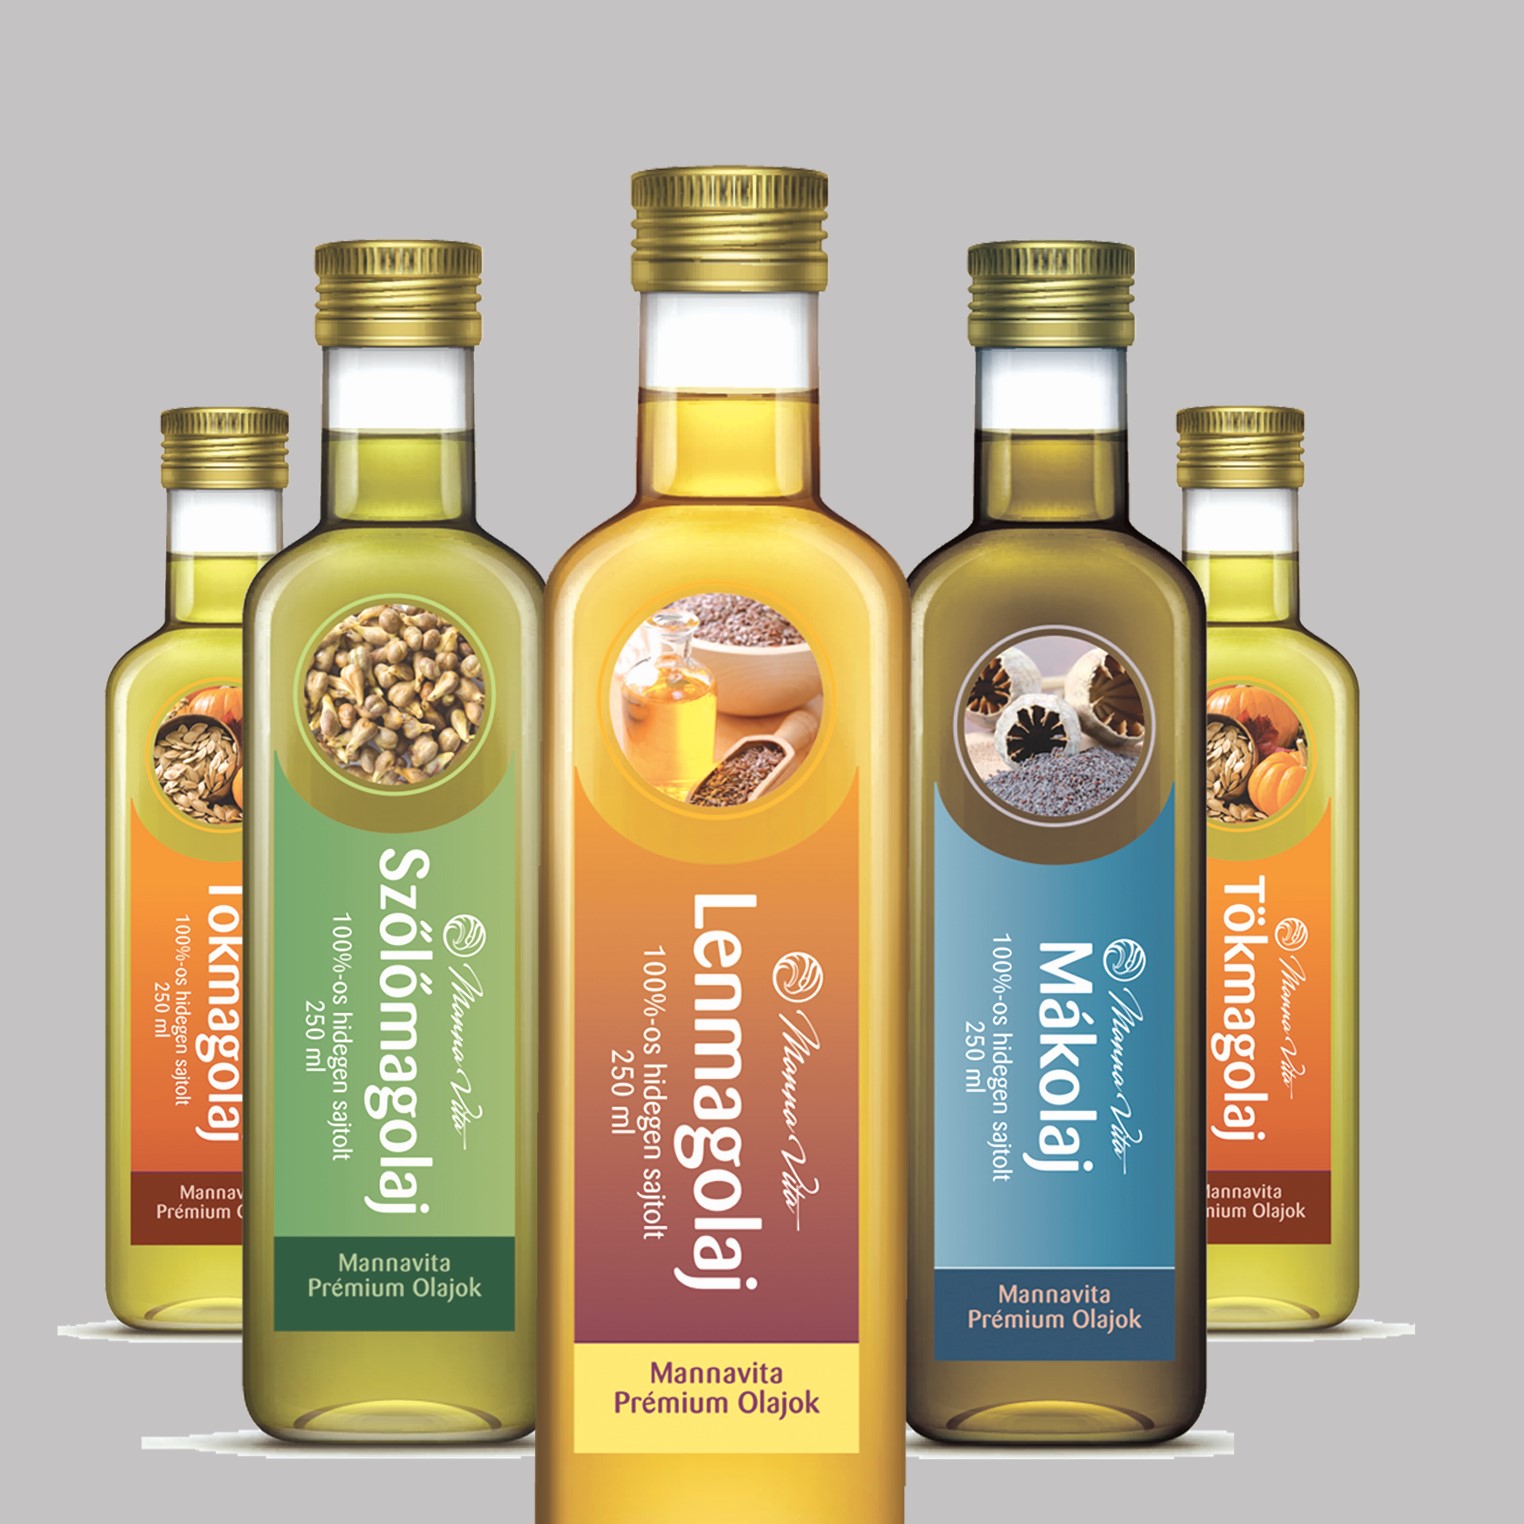 Tökmagolaj
100%-os hidegen sajtolt
250 ml
Mannav
Prémium O
Manna Vita
Szőlőmagolaj
100%-os hidegen sajtolt
250 ml
Mannavita
Prémium Olajok
Manna Vita
Lenmagolaj
100%-os hidegen sajtolt
250 ml
Mannavita
Prémium Olajok
Manna Vita
Mákolaj
100%-os hidegen sajtolt
250 ml
Mannavita
Prémium Olajok
Manna Vita
Tökmagolaj
annavita
ium Olajok